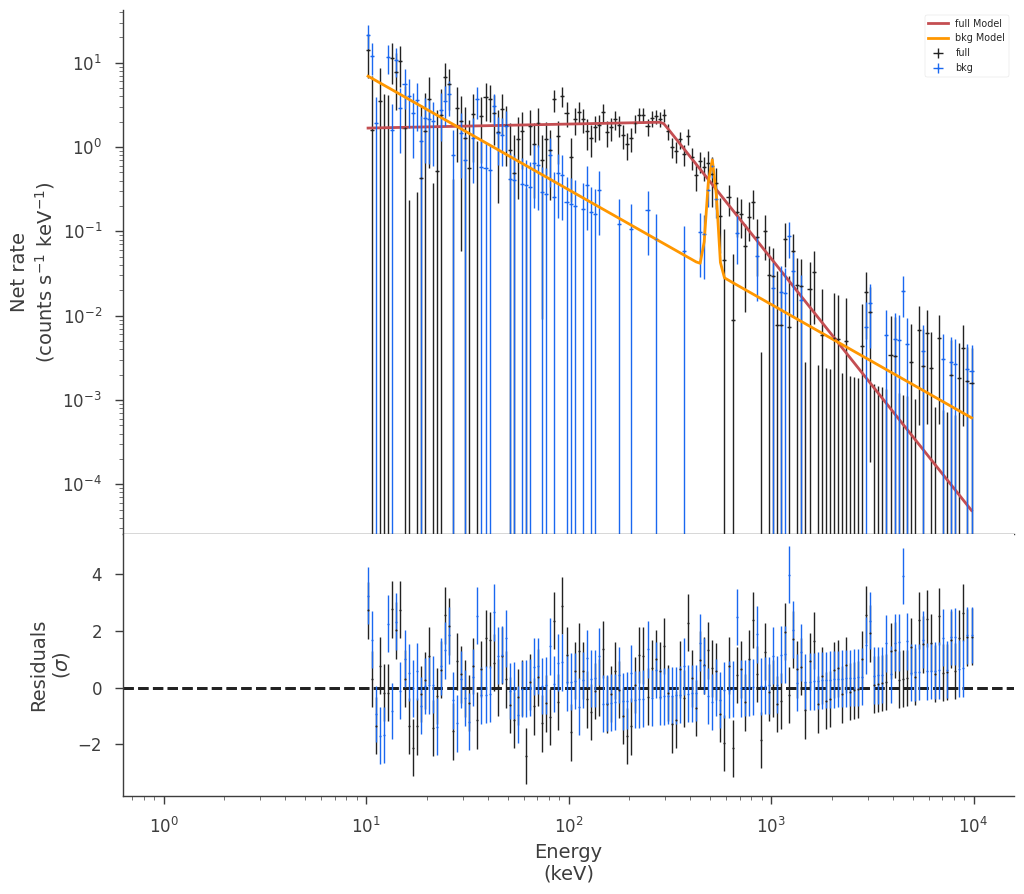 full Model
bkg Model
full
bkg
Net rate
(counts s⁻¹ keV⁻¹)
10¹
10⁰
10⁻¹
10⁻²
10⁻³
10⁻⁴
Residuals
(σ)
4
2
0
−2
10⁰ 10¹ 10² 10³ 10⁴
Energy
(keV)